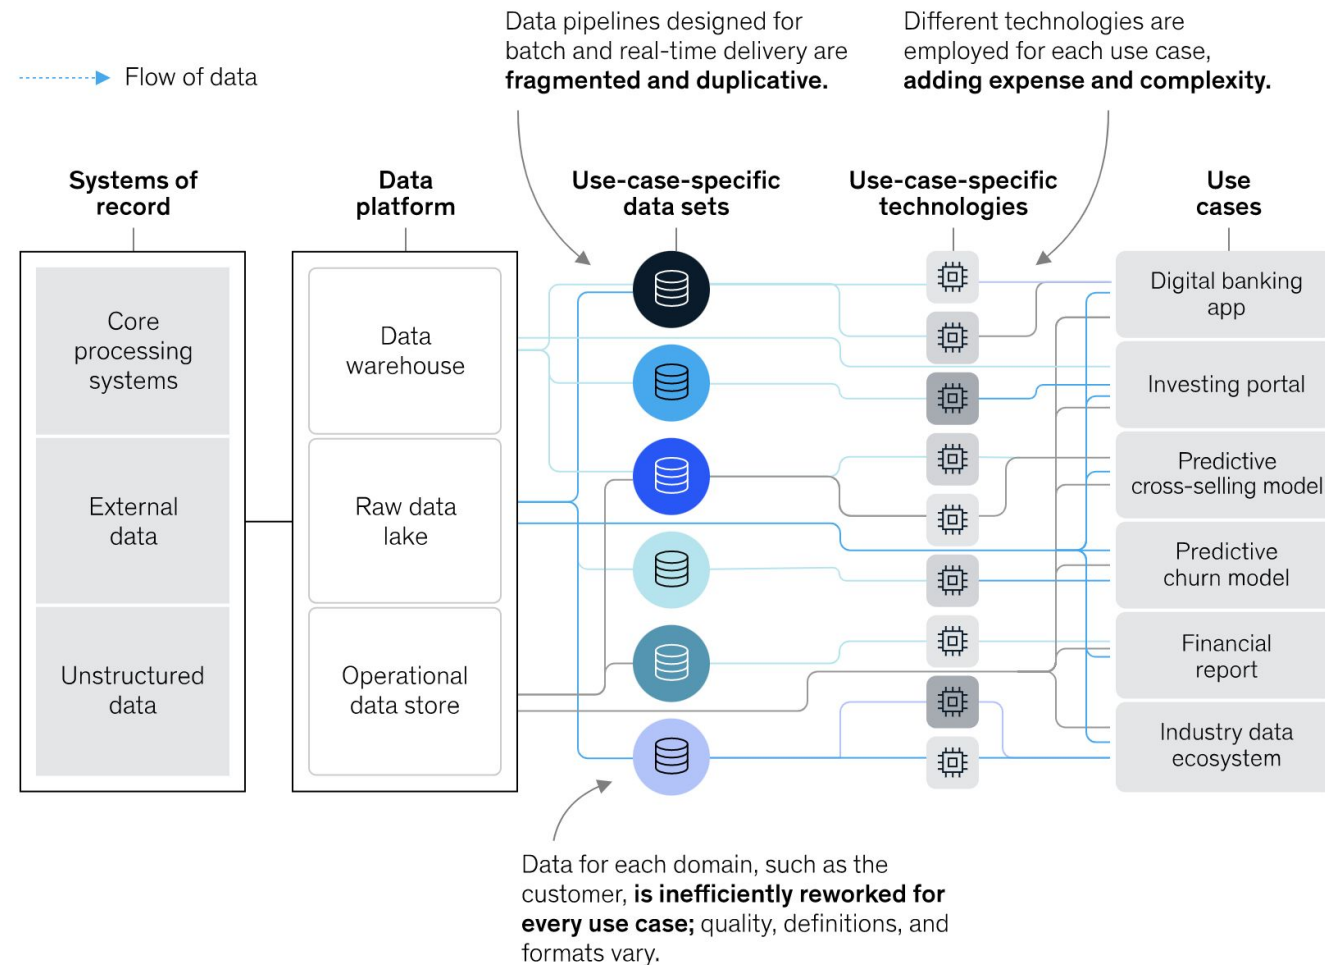 Flow of data
Data pipelines designed for
batch and real-time delivery are
fragmented and duplicative.
Different technologies are
employed for each use case,
adding expense and complexity.
Systems of
record
Data
platform
Use-case-specific
data sets
Use-case-specific
technologies
Use
cases
Core
processing
systems
External
data
Unstructured
data
Data
warehouse
Raw data
lake
Operational
data store
Digital banking
app
Investing portal
Predictive
cross-selling model
Predictive
churn model
Financial
report
Industry data
ecosystem
Data for each domain, such as the
customer, is inefficiently reworked for
every use case; quality, definitions, and
formats vary.